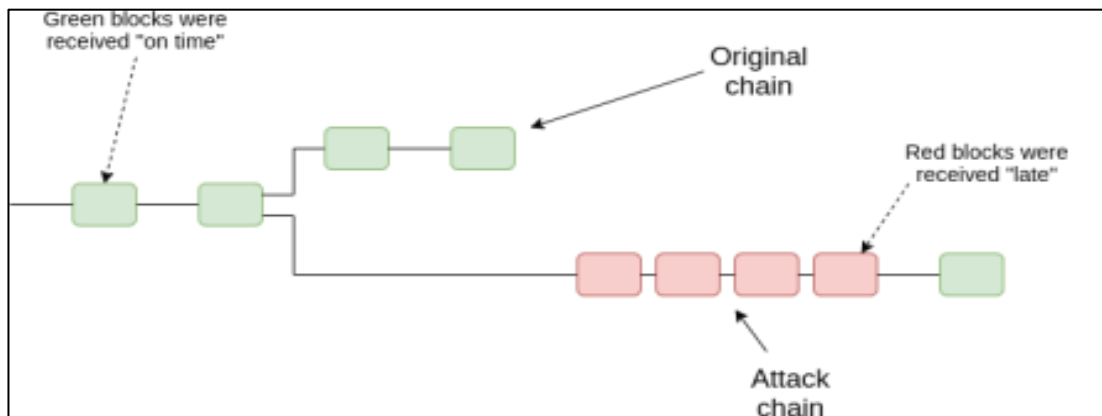 Green blocks were
received "on time"
Original
chain
Red blocks were
received "late"
Attack
chain